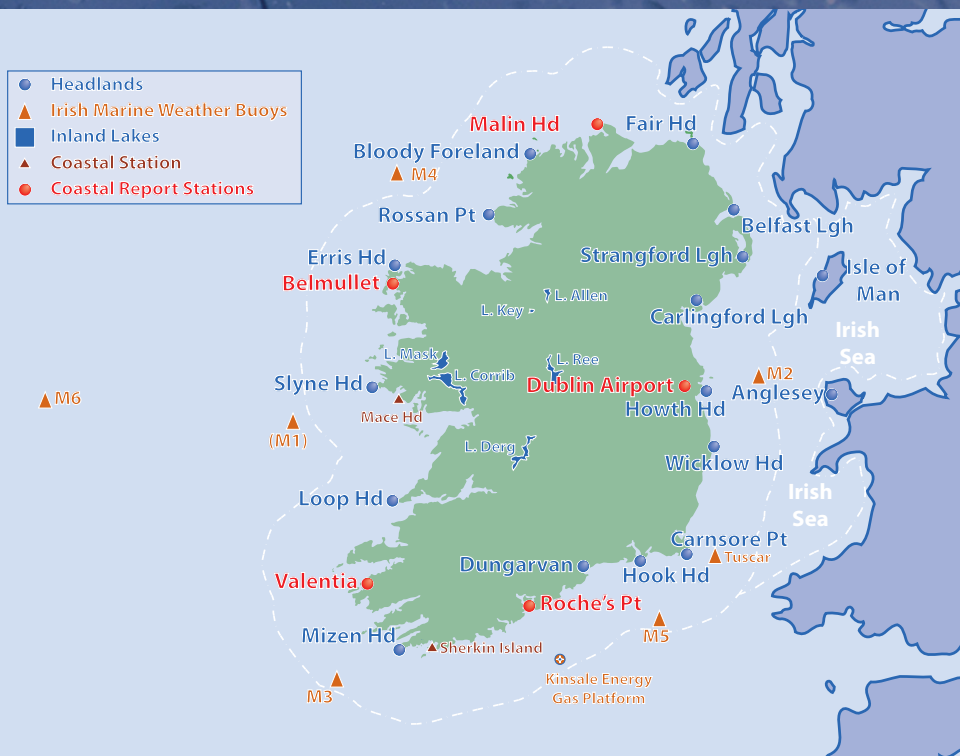 Headlands
Irish Marine Weather Buoys
Inland Lakes
Coastal Station
Coastal Report Stations
Malin Hd
Fair Hd
Bloody Foreland
M4
Rossan Pt
Belfast Lgh
Erris Hd
Strangford Lgh
Isle of
Man
Belmullet
L. Allen
L. Key
Carlingford Lgh
Irish
Sea
L. Mask
L. Ree
L. Corrib
Slyne Hd
Dublin Airport
M2
Anglesey
M6
Mace Hd
Howth Hd
(M1)
L. Derg
Wicklow Hd
Loop Hd
Irish
Sea
Carnsore Pt
Tuscar
Dungarvan
Hook Hd
Valentia
Roche's Pt
M5
Mizen Hd
Sherkin Island
Kinsale Energy
Gas Platform
M3